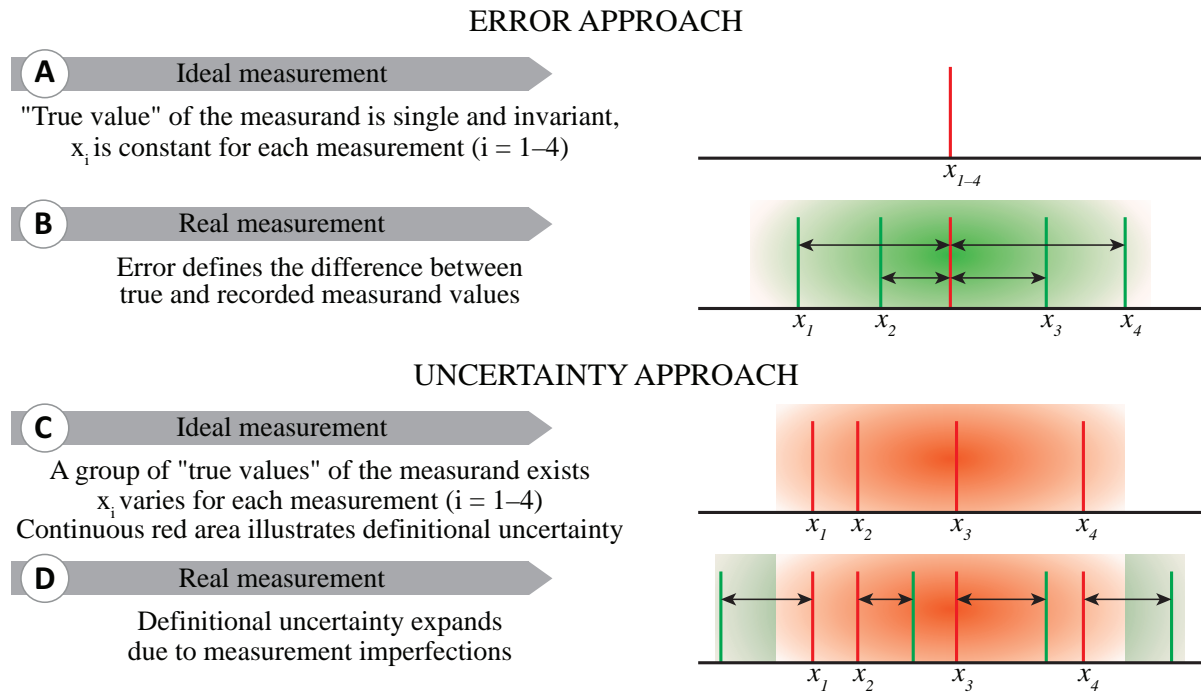 ERROR APPROACH
A Ideal measurement
"True value" of the measurand is single and invariant,
xi is constant for each measurement (i = 1–4)
x1–4
B Real measurement
Error defines the difference between
true and recorded measurand values
x1 x2 x3 x4
UNCERTAINTY APPROACH
C Ideal measurement
A group of "true values" of the measurand exists
xi varies for each measurement (i = 1–4)
Continuous red area illustrates definitional uncertainty
x1 x2 x3 x4
D Real measurement
Definitional uncertainty expands
due to measurement imperfections
x1 x2 x3 x4